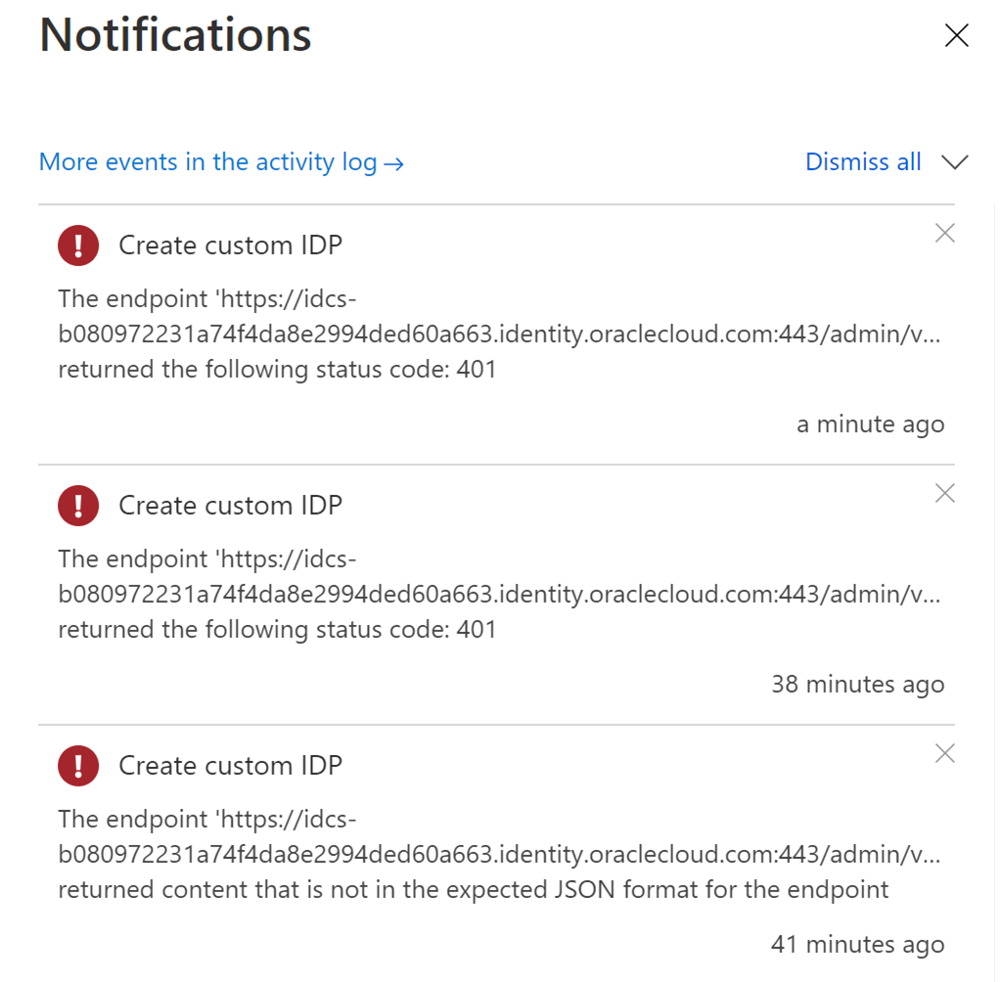 Notifications
More events in the activity log →
Dismiss all
Create custom IDP
The endpoint 'https://idcs-
b080972231a74f4da8e2994ded60a663.identity.oraclecloud.com:443/admin/v...
returned the following status code: 401
a minute ago
Create custom IDP
The endpoint 'https://idcs-
b080972231a74f4da8e2994ded60a663.identity.oraclecloud.com:443/admin/v...
returned the following status code: 401
38 minutes ago
Create custom IDP
The endpoint 'https://idcs-
b080972231a74f4da8e2994ded60a663.identity.oraclecloud.com:443/admin/v...
returned content that is not in the expected JSON format for the endpoint
41 minutes ago